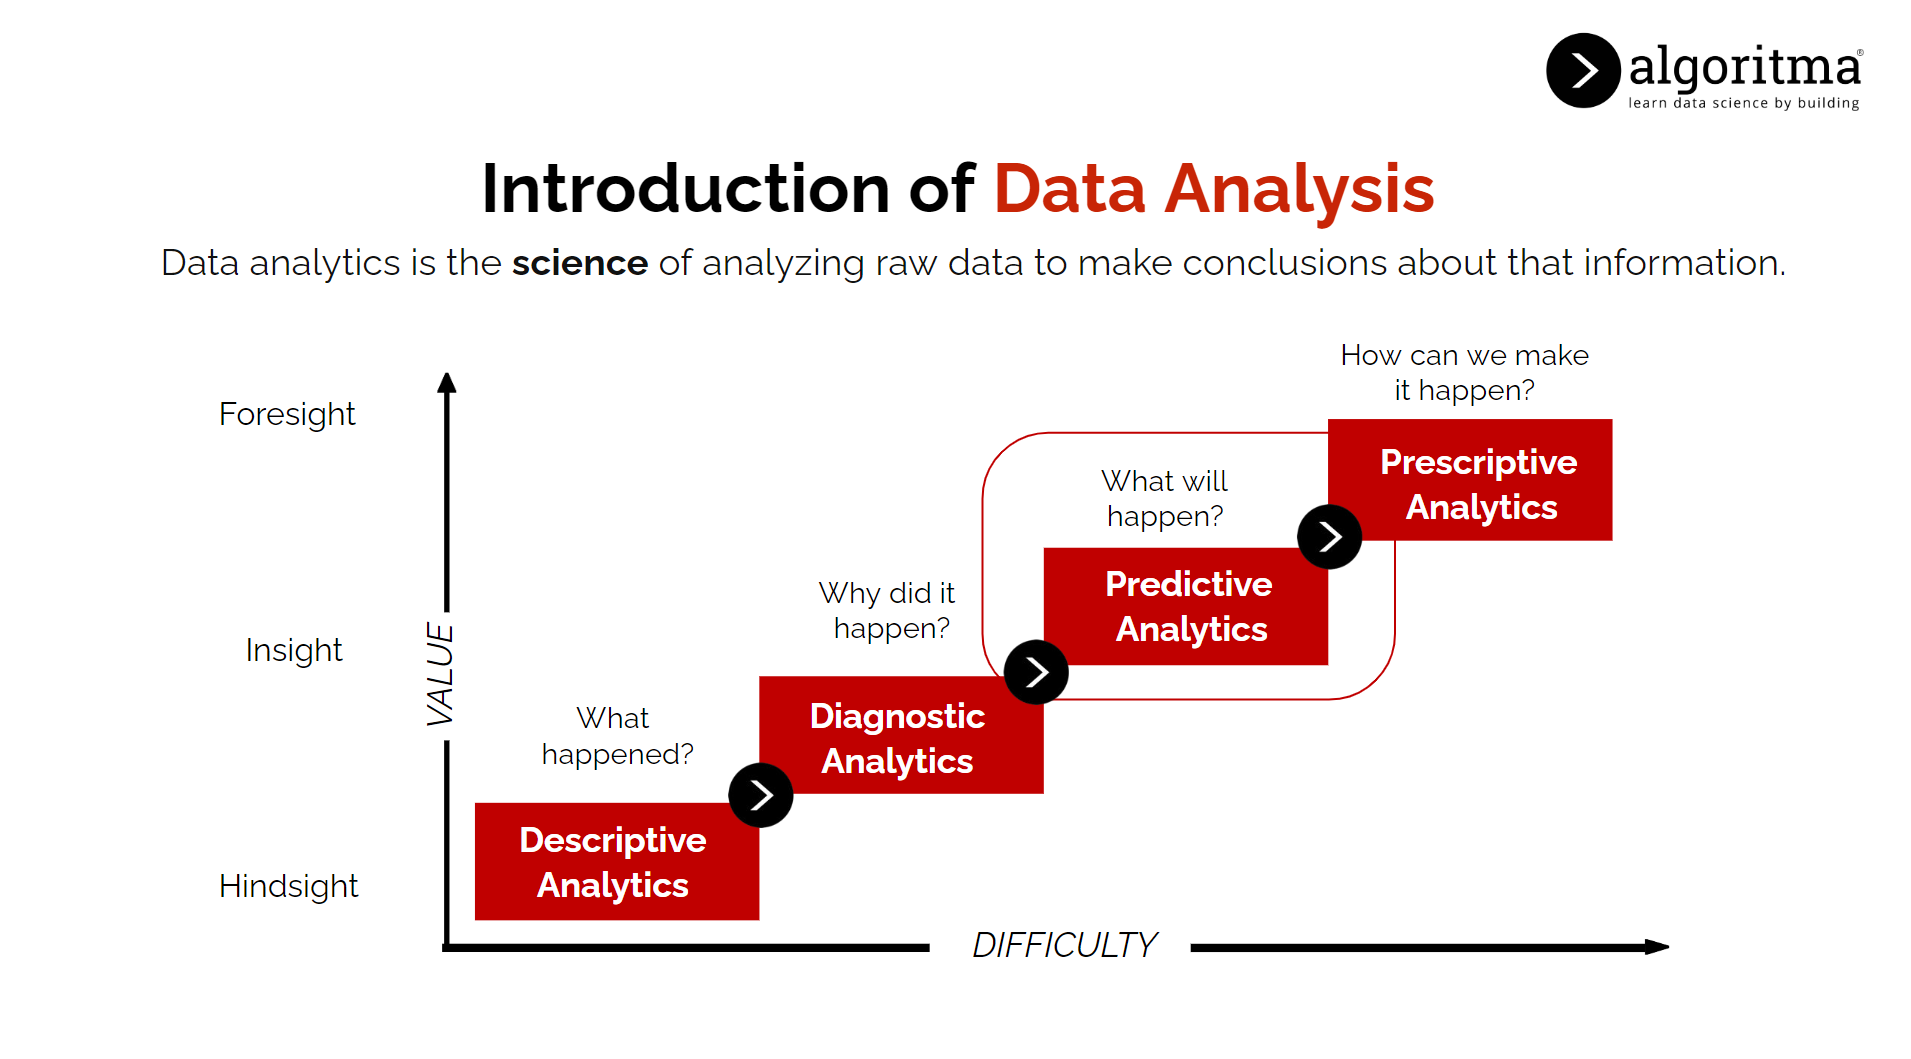 algoritma®
learn data science by building
Introduction of Data Analysis
Data analytics is the science of analyzing raw data to make conclusions about that information.
How can we make
it happen?
Foresight
Prescriptive
Analytics
What will
happen?
Predictive
Analytics
Why did it
happen?
Insight
VALUE
Diagnostic
Analytics
What
happened?
Descriptive
Analytics
Hindsight
DIFFICULTY